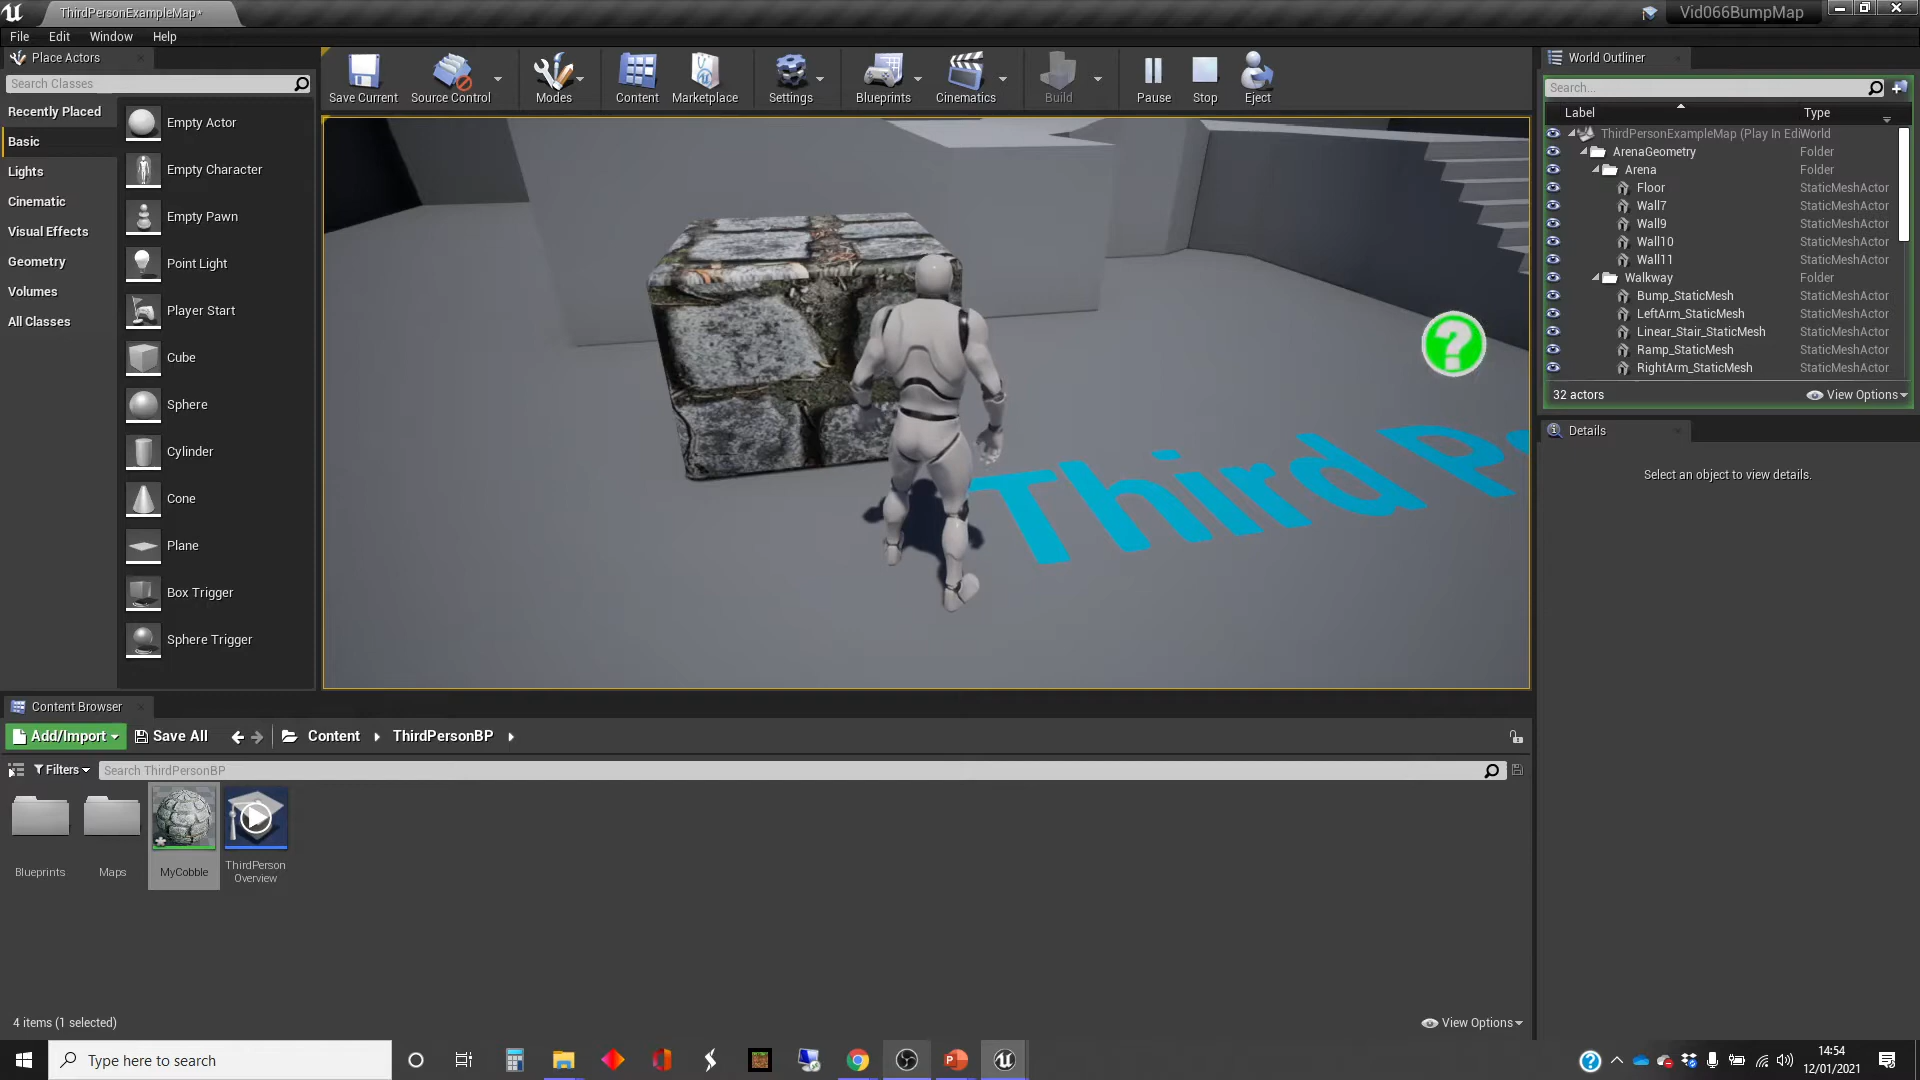 ThirdPersonExampleMap*
Vid066BumpMap
File Edit Window Help
Place Actors
Search Classes
Recently Placed
Basic
Lights
Cinematic
Visual Effects
Geometry
Volumes
All Classes
Empty Actor
Empty Character
Empty Pawn
Point Light
Player Start
Cube
Sphere
Cylinder
Cone
Plane
Box Trigger
Sphere Trigger
Save Current
Source Control
Modes
Content
Marketplace
Settings
Blueprints
Cinematics
Build
Pause
Stop
Eject
?
Third P
World Outliner
Search...
Label Type
ThirdPersonExampleMap (Play In Edi World
ArenaGeometry Folder
Arena Folder
Floor StaticMeshActor
Wall7 StaticMeshActor
Wall9 StaticMeshActor
Wall10 StaticMeshActor
Wall11 StaticMeshActor
Walkway Folder
Bump_StaticMesh StaticMeshActor
LeftArm_StaticMesh StaticMeshActor
Linear_Stair_StaticMesh StaticMeshActor
Ramp_StaticMesh StaticMeshActor
RightArm_StaticMesh StaticMeshActor
32 actors View Options
Details
Select an object to view details.
Content Browser
Add/Import Save All Content ThirdPersonBP
Filters Search ThirdPersonBP
Blueprints
Maps
MyCobble
ThirdPerson
Overview
4 items (1 selected) View Options
Type here to search
14:54
12/01/2021